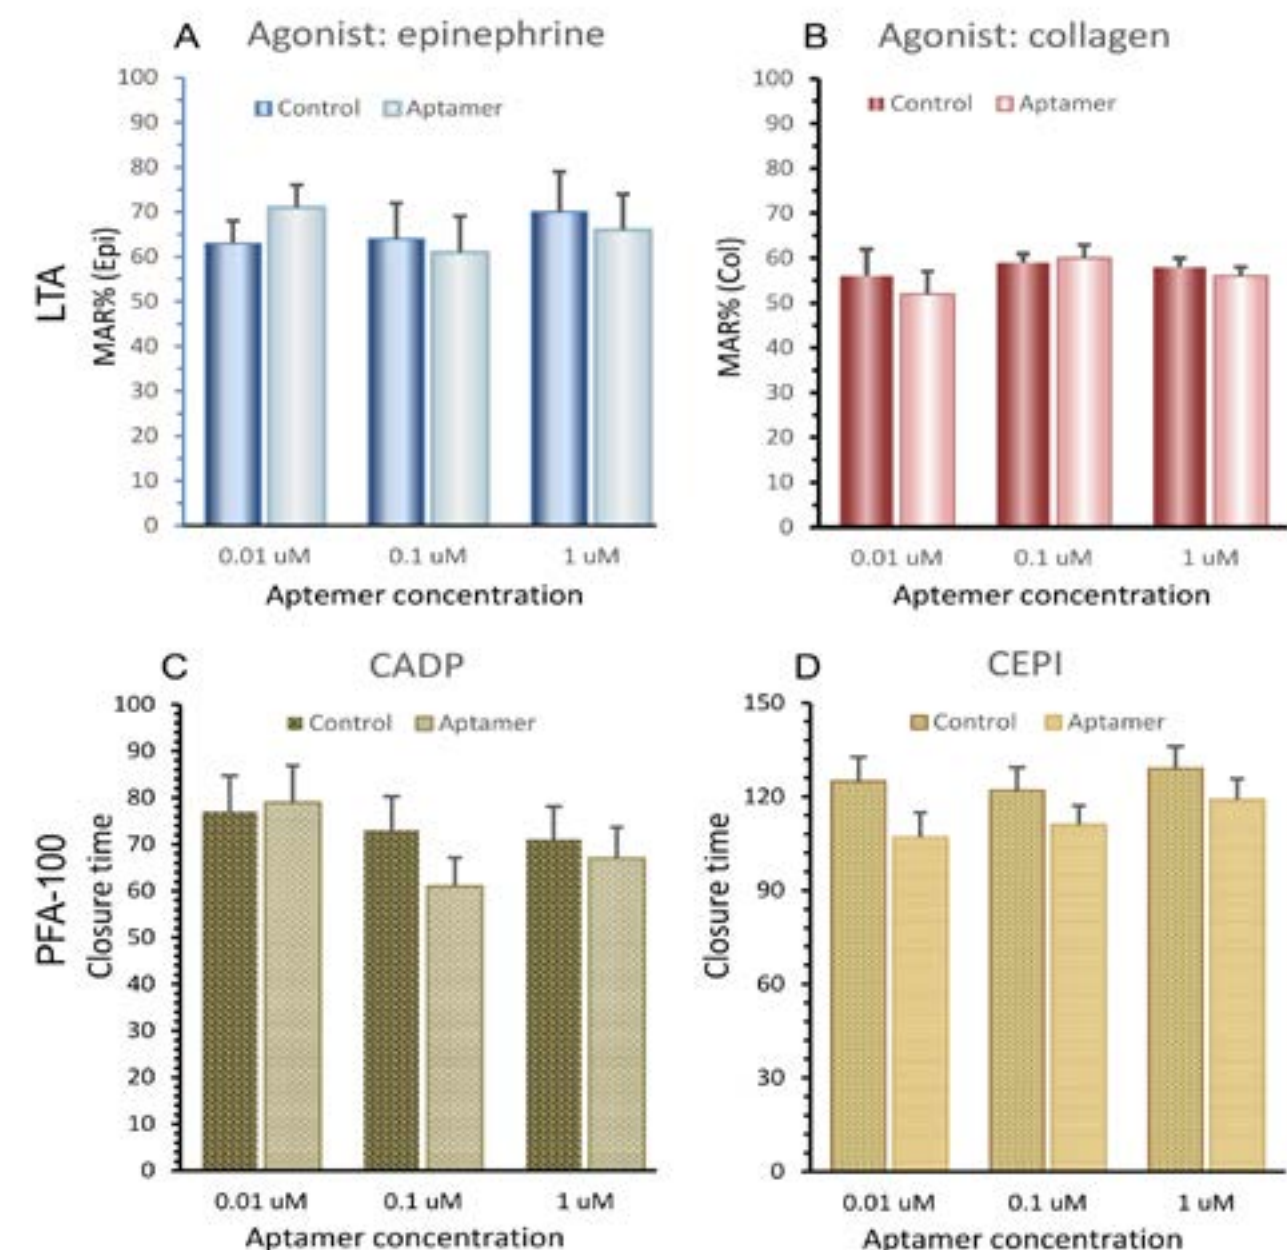 A Agonist: epinephrine
Control Aptamer
LTA
MAR% (Epi)
100
90
80
70
60
50
40
30
20
10
0
0.01 uM 0.1 uM 1 uM
Aptemer concentration
B Agonist: collagen
Control Aptamer
MAR% (Col)
100
90
80
70
60
50
40
30
20
10
0
0.01 uM 0.1 uM 1 uM
Aptemer concentration
C CADP
Control Aptamer
PFA-100
Closure time
100
90
80
70
60
50
40
30
20
10
0
0.01 uM 0.1 uM 1 uM
Aptamer concentration
D CEPI
Control Aptamer
Closure time
150
120
90
60
30
0
0.01 uM 0.1 uM 1 uM
Aptamer concentration